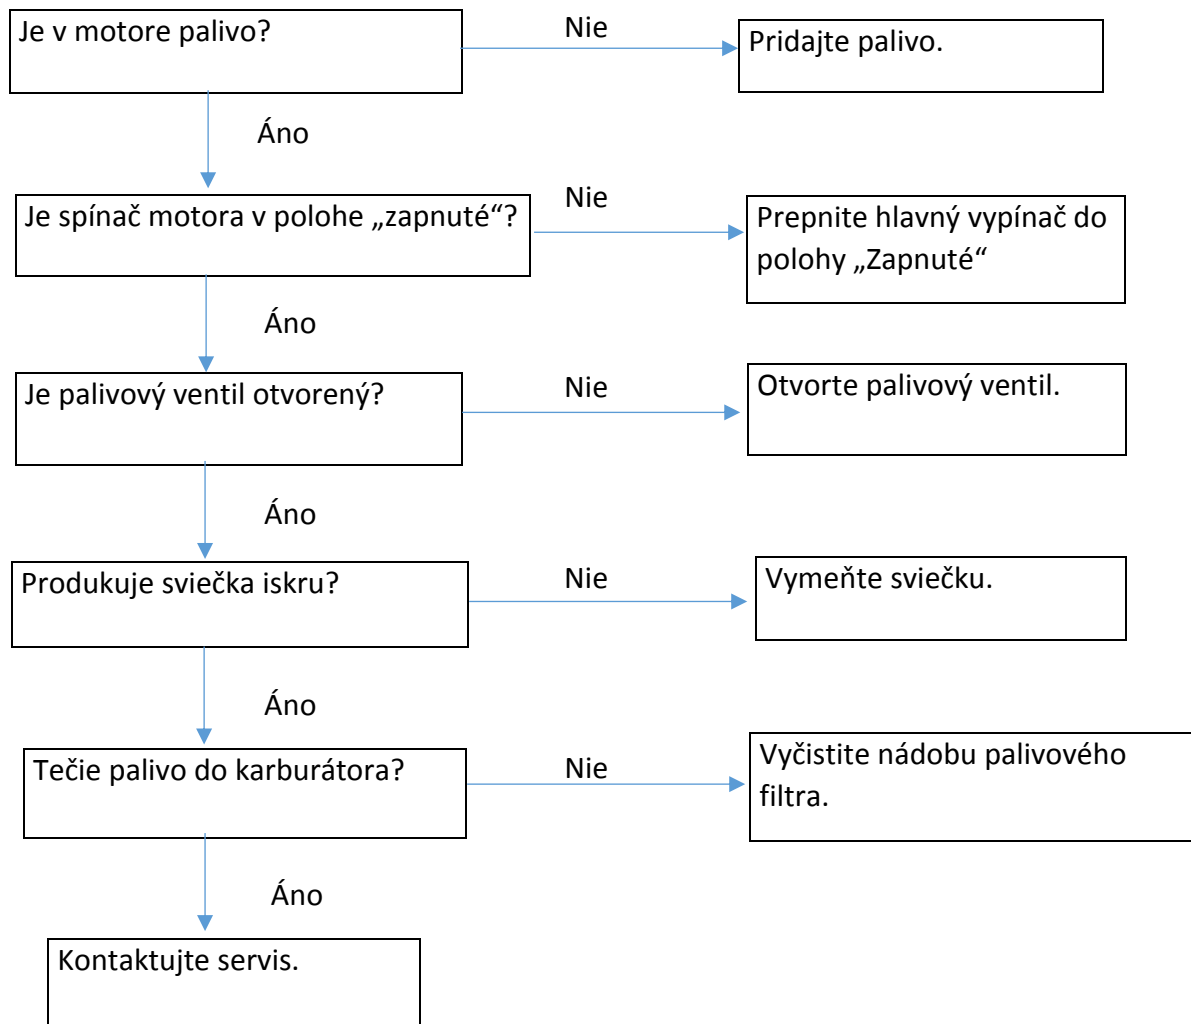 Je v motore palivo?
Nie
Pridajte palivo.
Áno
Je spínač motora v polohe „zapnuté“?
Nie
Prepnite hlavný vypínač do
polohy „Zapnuté“
Áno
Je palivový ventil otvorený?
Nie
Otvorte palivový ventil.
Áno
Produkuje sviečka iskru?
Nie
Vymeňte sviečku.
Áno
Tečie palivo do karburátora?
Nie
Vyčistite nádobu palivového
filtra.
Áno
Kontaktujte servis.